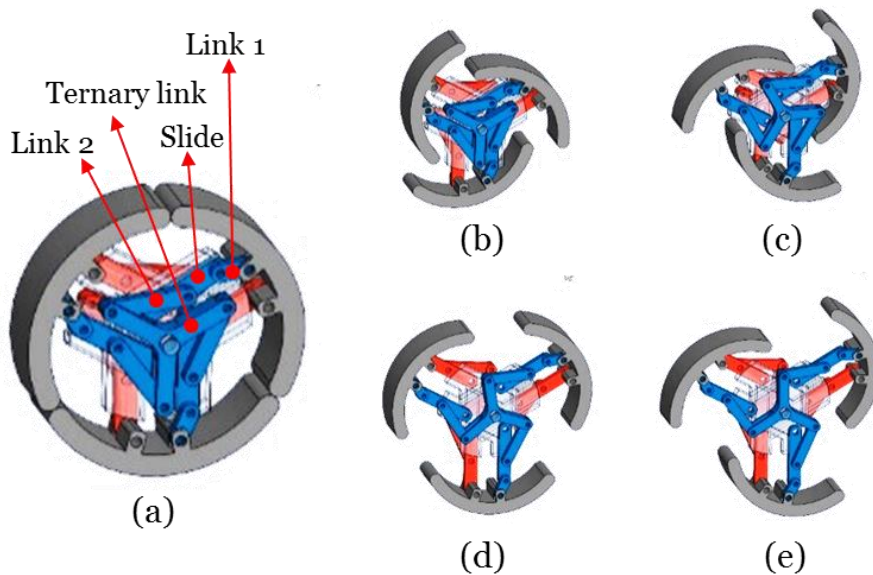 Link 1
Ternary link
Link 2
Slide
(a)
(b)
(c)
(d)
(e)